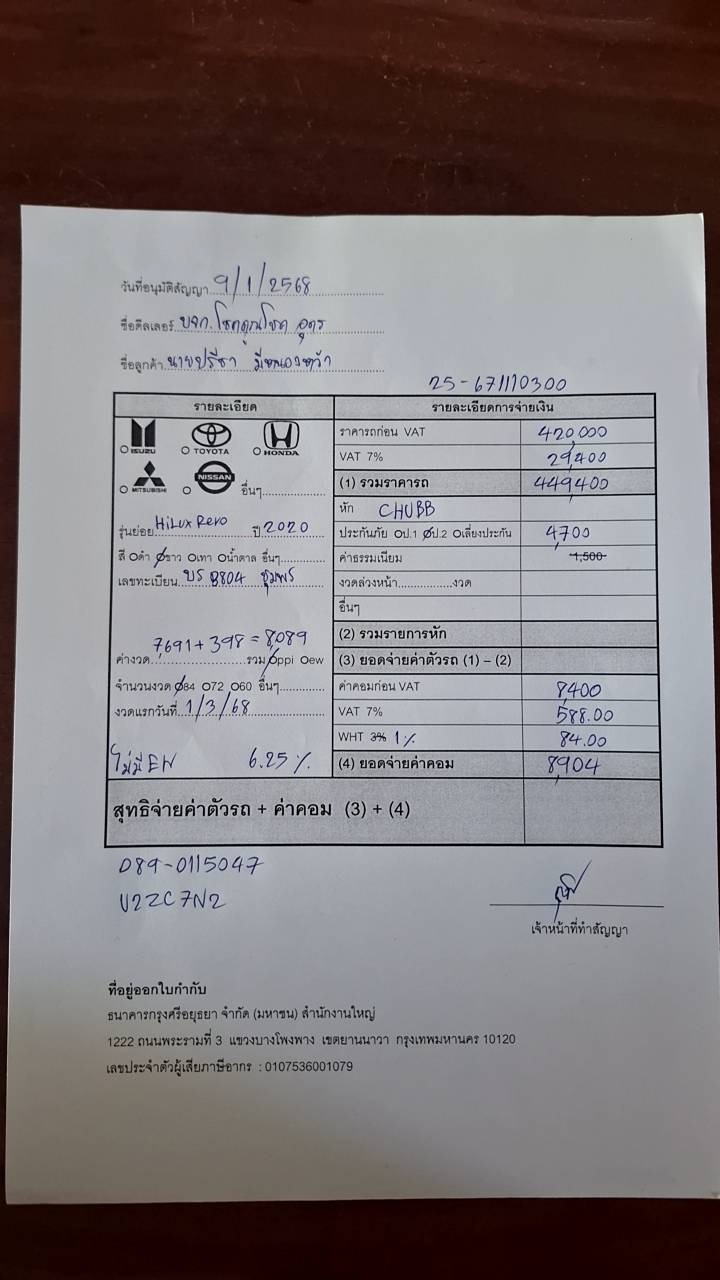 วันที่อนุมัติสัญญา 9/1/2568
ชื่อดีลเลอร์ บจก. โชคคูณโชค อุดร
ชื่อลูกค้า นายปรีชา มีหนองหว้า
25-671110300
รายละเอียด รายละเอียดการจ่ายเงิน
ISUZU TOYOTA HONDA ราคารถก่อน VAT 420,000
VAT 7% 29,400
MITSUBISHI NISSAN อื่นๆ (1) รวมราคารถ 449,400
หัก CHUBB
รุ่นย่อย HiLux Revo ปี 2020 ประกันภัย ป.1 ป.2 เลี่ยงประกัน 4,700
สี ดำ ขาว เทา น้ำตาล อื่นๆ ค่าธรรมเนียม 1,500
เลขทะเบียน บร 8804 ชุมพร งวดล่วงหน้า งวด
อื่นๆ
7,691 + 398 = 8,089 (2) รวมรายการหัก
ค่างวด รวม ppi ew (3) ยอดจ่ายค่าตัวรถ (1) – (2)
จำนวนงวด 84 72 60 อื่นๆ ค่าคอมก่อน VAT 8,400
งวดแรกวันที่ 1/3/68 VAT 7% 588.00
WHT 3% 1% 84.00
ไม่มี EW 6.25% (4) ยอดจ่ายค่าคอม 8,904
สุทธิจ่ายค่าตัวรถ + ค่าคอม (3) + (4)
089-0115047
U2ZC7N2
เจ้าหน้าที่ทำสัญญา
ที่อยู่ออกใบกำกับ
ธนาคารกรุงศรีอยุธยา จำกัด (มหาชน) สำนักงานใหญ่
1222 ถนนพระรามที่ 3 แขวงบางโพงพาง เขตยานนาวา กรุงเทพมหานคร 10120
เลขประจำตัวผู้เสียภาษีอากร : 0107536001079